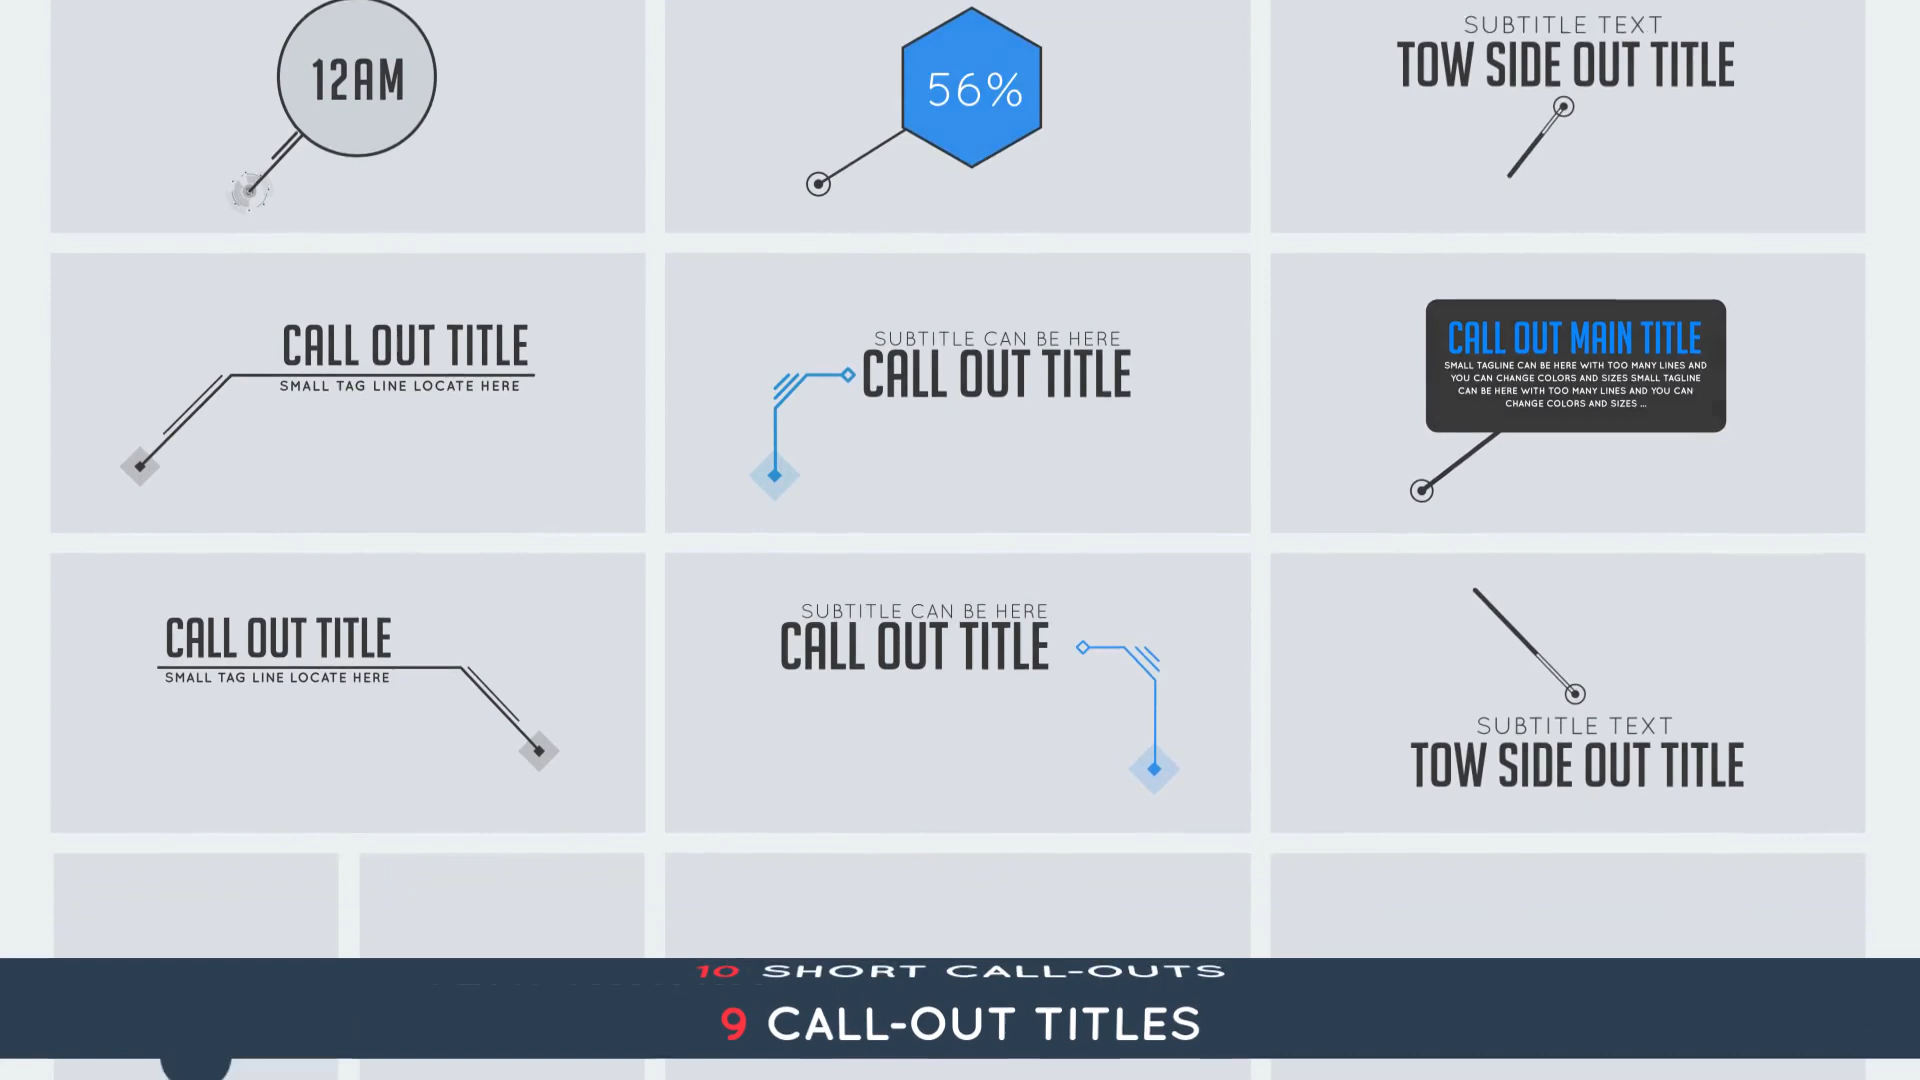 12AM
56%
SUBTITLE TEXT
TOW SIDE OUT TITLE
CALL OUT TITLE
SMALL TAG LINE LOCATE HERE
SUBTITLE CAN BE HERE
CALL OUT TITLE
CALL OUT MAIN TITLE
SMALL TAGLINE CAN BE HERE WITH TOO MANY LINES AND
YOU CAN CHANGE COLORS AND SIZES SMALL TAGLINE
CAN BE HERE WITH TOO MANY LINES AND YOU CAN
CHANGE COLORS AND SIZES ...
CALL OUT TITLE
SMALL TAG LINE LOCATE HERE
SUBTITLE CAN BE HERE
CALL OUT TITLE
SUBTITLE TEXT
TOW SIDE OUT TITLE
10 SHORT CALL-OUTS
9 CALL-OUT TITLES